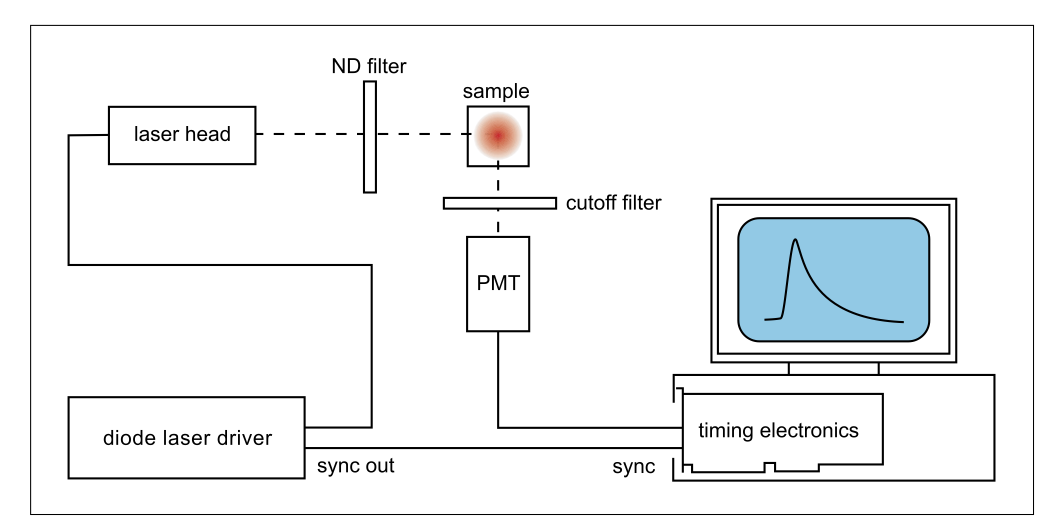 ND filter
sample
laser head
cutoff filter
PMT
timing electronics
diode laser driver
sync out
sync